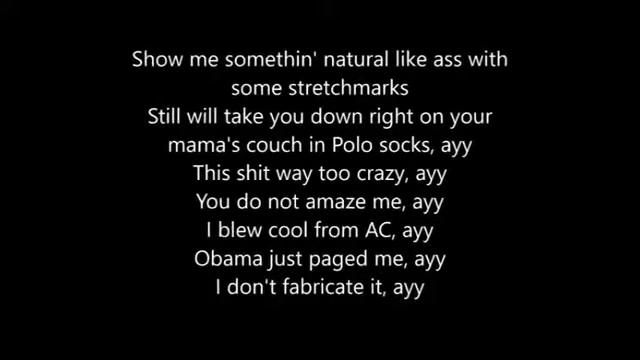 Show me somethin' natural like ass with
some stretchmarks
Still will take you down right on your
mama's couch in Polo socks, ayy
This shit way too crazy, ayy
You do not amaze me, ayy
I blew cool from AC, ayy
Obama just paged me, ayy
I don't fabricate it, ayy